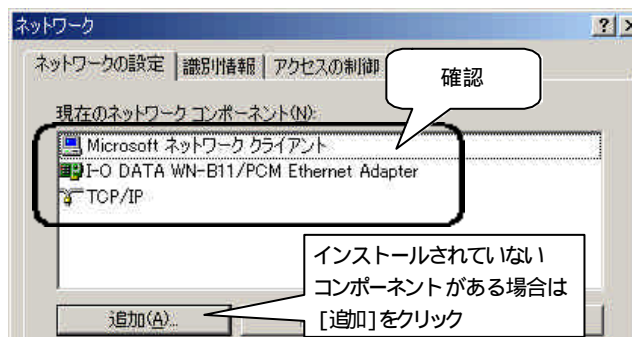 ネットワーク
ネットワークの設定 識別情報 アクセスの制御
確認
現在のネットワーク コンポーネント(N):
Microsoft ネットワーク クライアント
I-O DATA WN-B11/PCM Ethernet Adapter
TCP/IP
インストールされていない
コンポーネントがある場合は
[追加]をクリック
追加(A)...